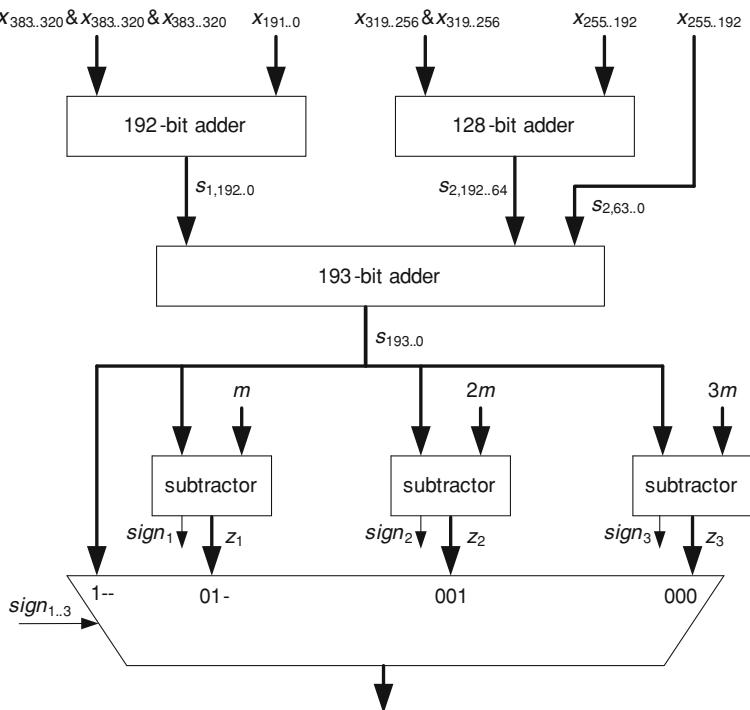 x383..320 & x383..320 & x383..320 x191..0 x319..256 & x319..256 x255..192 x255..192
192-bit adder 128-bit adder
s1,192..0 s2,192..64 s2,63..0
193-bit adder
s193..0
m 2m 3m
subtractor subtractor subtractor
sign1 z1 sign2 z2 sign3 z3
1-- 01- 001 000
sign1..3